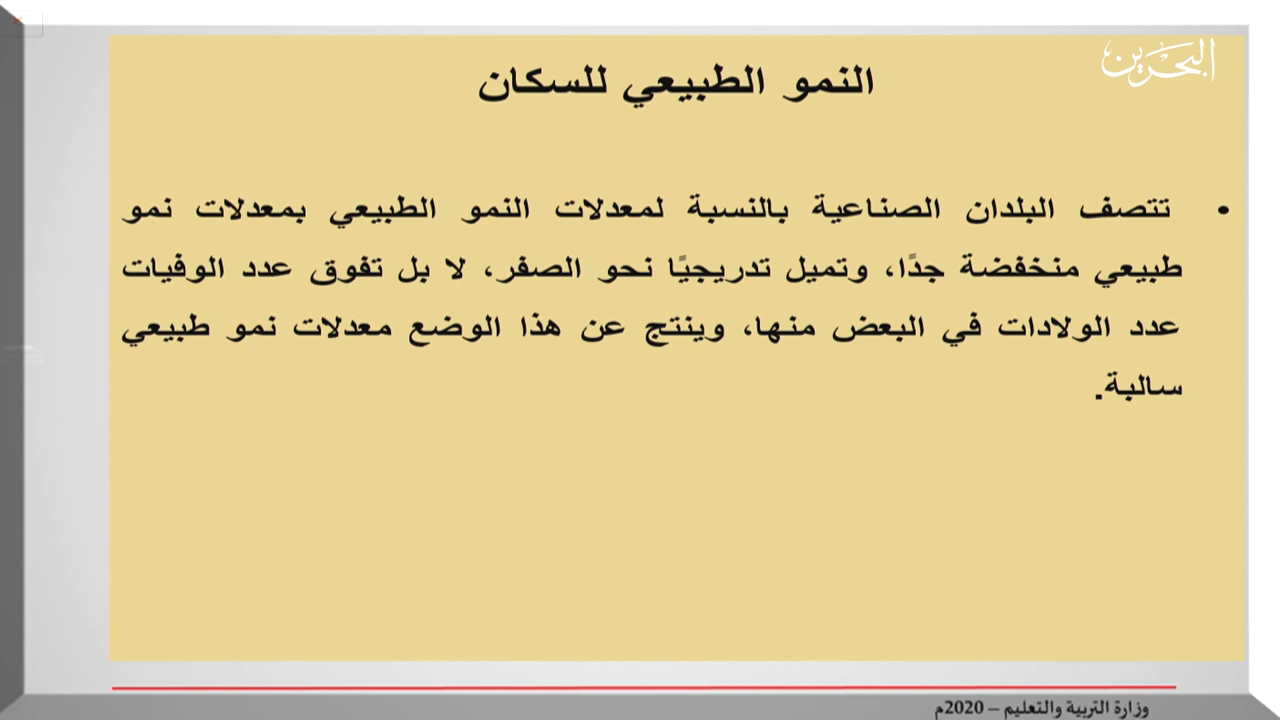 البحرين
النمو الطبيعي للسكان
• تتصف البلدان الصناعية بالنسبة لمعدلات النمو الطبيعي بمعدلات نمو
طبيعي منخفضة جدًا، وتميل تدريجيًا نحو الصفر، لا بل تفوق عدد الوفيات
عدد الولادات في البعض منها، وينتج عن هذا الوضع معدلات نمو طبيعي
سالبة.
وزارة التربية والتعليم – 2020م